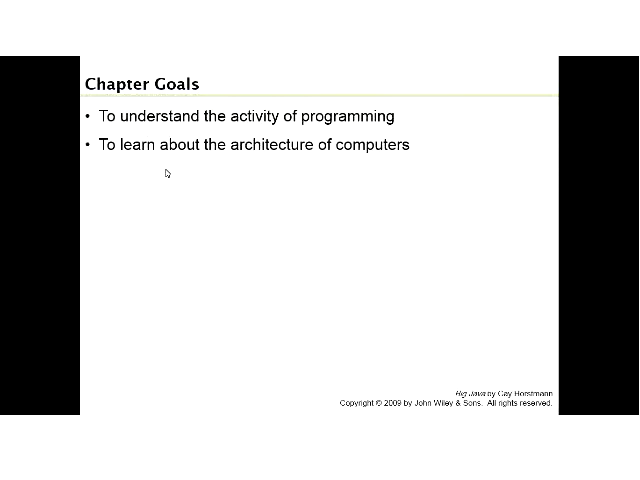 Chapter Goals
• To understand the activity of programming
• To learn about the architecture of computers
Big Java by Cay Horstmann
Copyright © 2009 by John Wiley & Sons. All rights reserved.